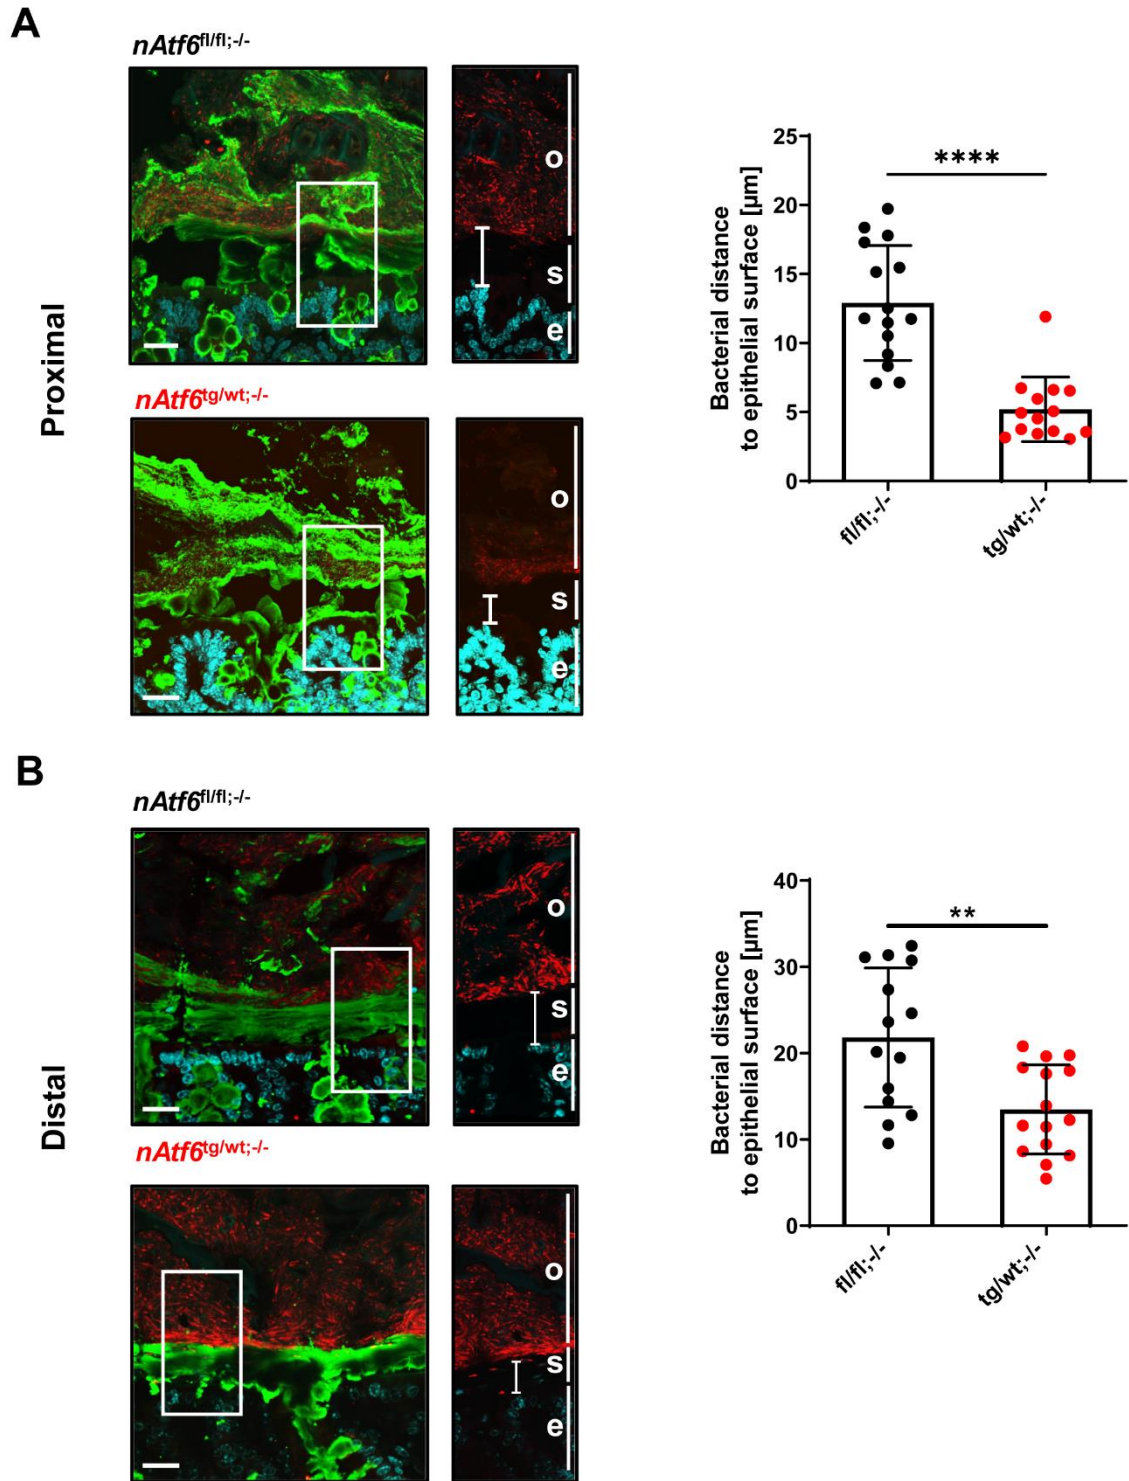 A
Proximal
nAtf6fl/fl;-/-
o
s
e
nAtf6tg/wt;-/-
o
s
e
Bacterial distance
to epithelial surface [µm]
25
20
15
10
5
0
****
fl/fl;-/-
tg/wt;-/-
B
Distal
nAtf6fl/fl;-/-
o
s
e
nAtf6tg/wt;-/-
o
s
e
Bacterial distance
to epithelial surface [µm]
40
30
20
10
0
**
fl/fl;-/-
tg/wt;-/-